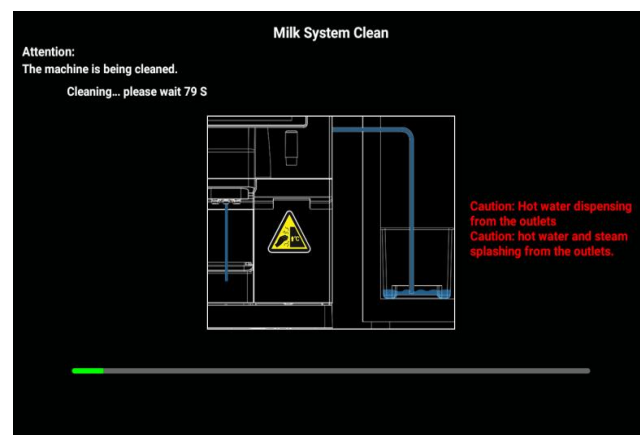 Milk System Clean
Attention:
The machine is being cleaned.
Cleaning... please wait 79 S
Caution: Hot water dispensing
from the outlets
Caution: hot water and steam
splashing from the outlets.